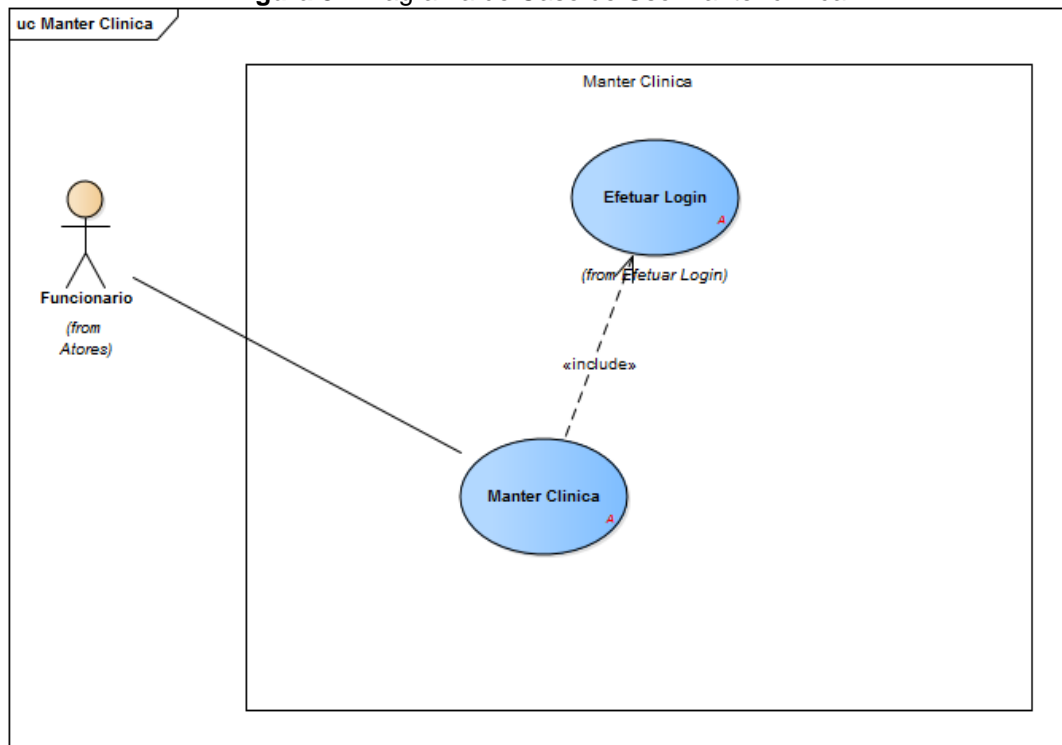 uc Manter Clinica
Manter Clinica
Efetuar Login
A
(from Efetuar Login)
Funcionario
(from
Atores)
«include»
Manter Clinica
A